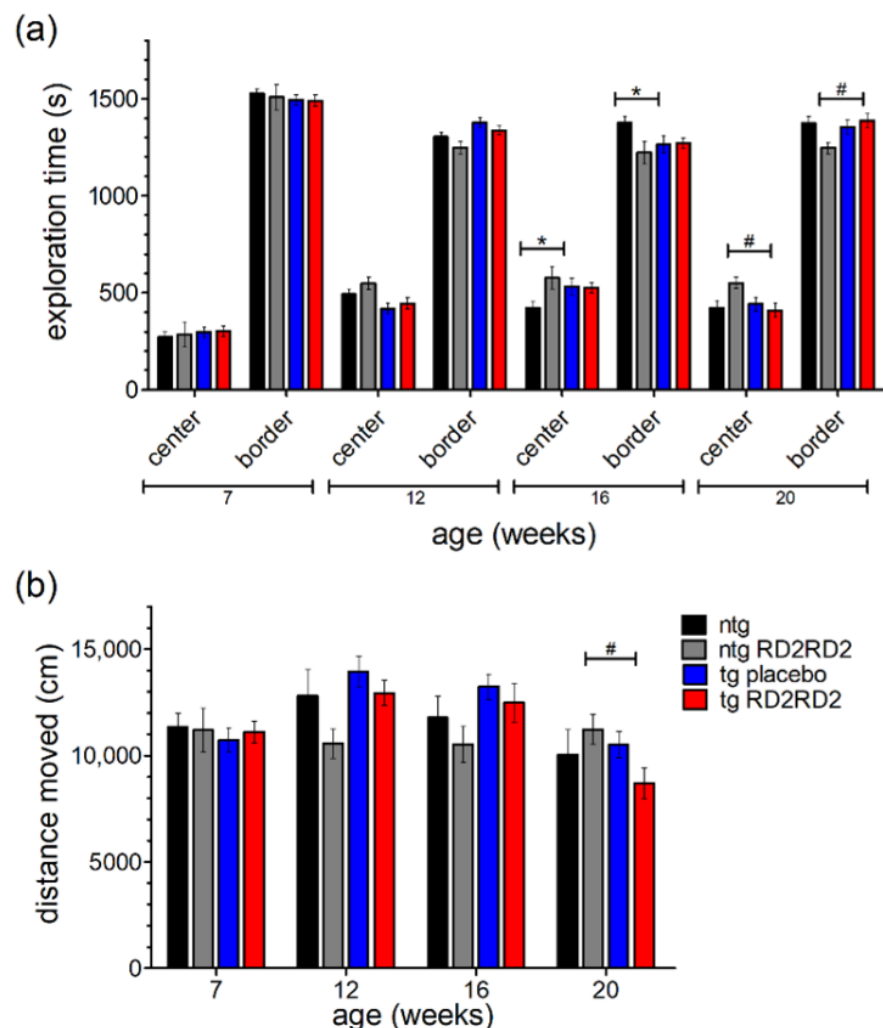 (a)
exploration time (s)
1500
1000
500
0
*
*
#
#
center
border
center
border
center
border
center
border
7
12
16
20
age (weeks)
(b)
distance moved (cm)
15,000
10,000
5000
0
#
ntg
ntg RD2RD2
tg placebo
tg RD2RD2
7
12
16
20
age (weeks)